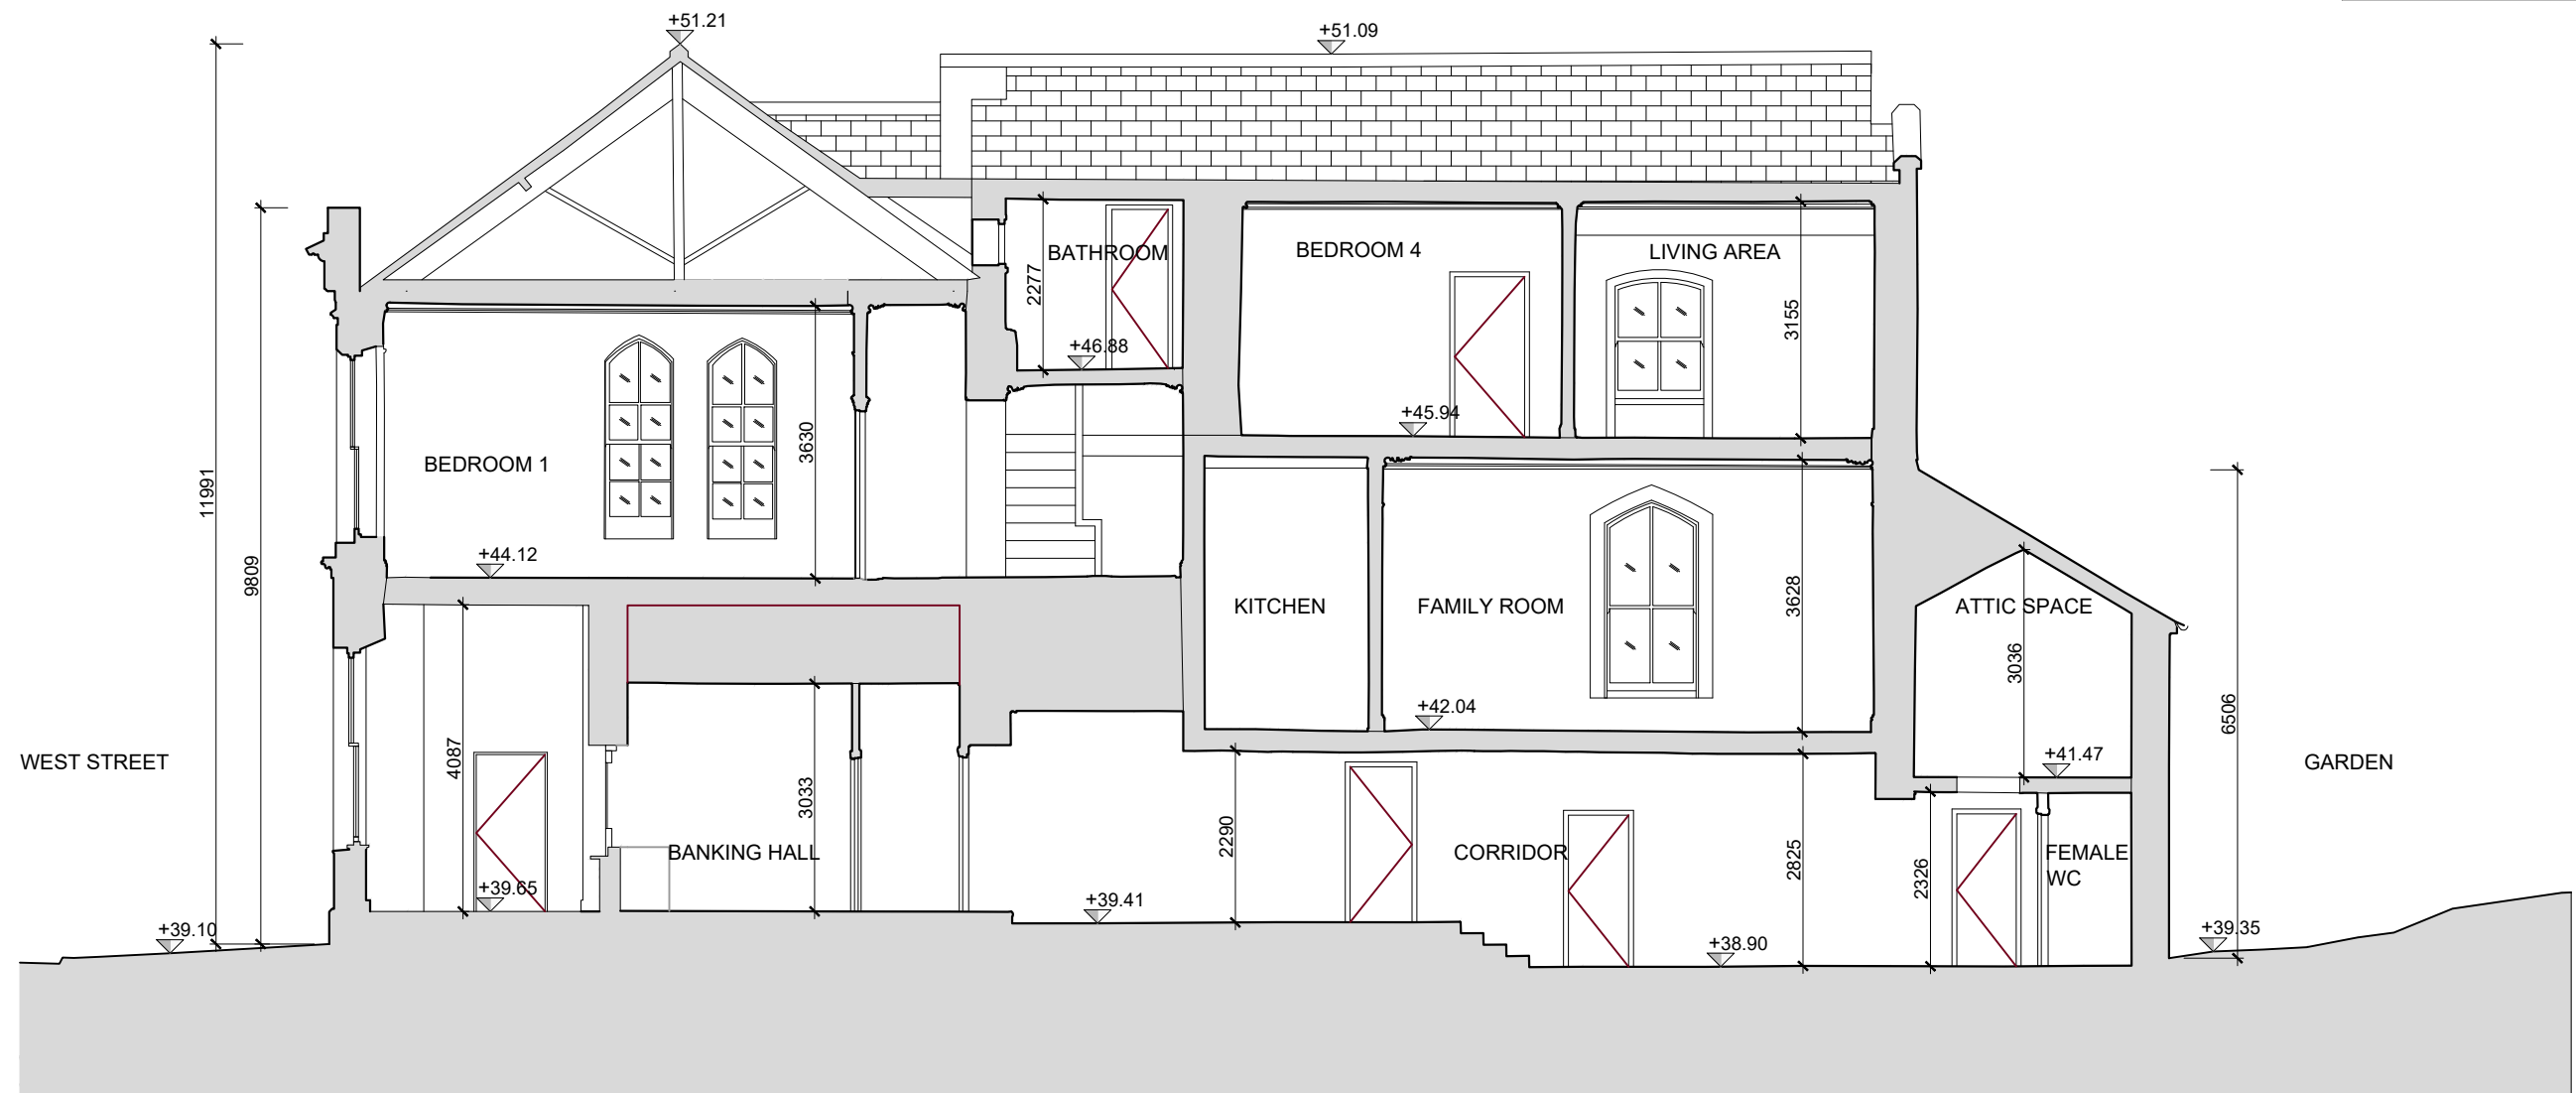 +51.21
+51.09
BATHROOM
BEDROOM 4
LIVING AREA
2277
3155
+46.88
+45.94
3630
BEDROOM 1
11991
9809
+44.12
KITCHEN
FAMILY ROOM
3628
ATTIC SPACE
3036
6506
+42.04
WEST STREET
4087
+41.47
GARDEN
3033
2290
BANKING HALL
CORRIDOR
2825
2326
FEMALE
WC
+39.65
+39.41
+39.10
+38.90
+39.35